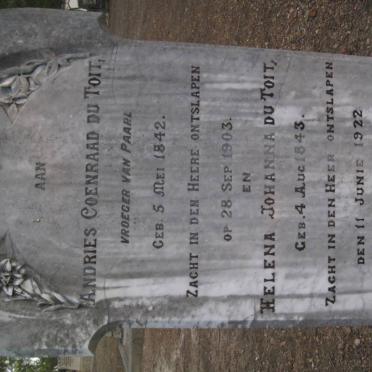 AAN
ANDRIES COENRAAD DU TOIT,
VROEGER VAN PAARL
GEB. 5 MEI 1842.
ZACHT IN DEN HEERE ONTSLAPEN
OP 28 SEP 1903.
EN
HELENA JOHANNA DU TOIT,
GEB. 4 AUG 1843.
ZACHT IN DEN HEER ONTSLAPEN
DEN 11 JUNIE 1922